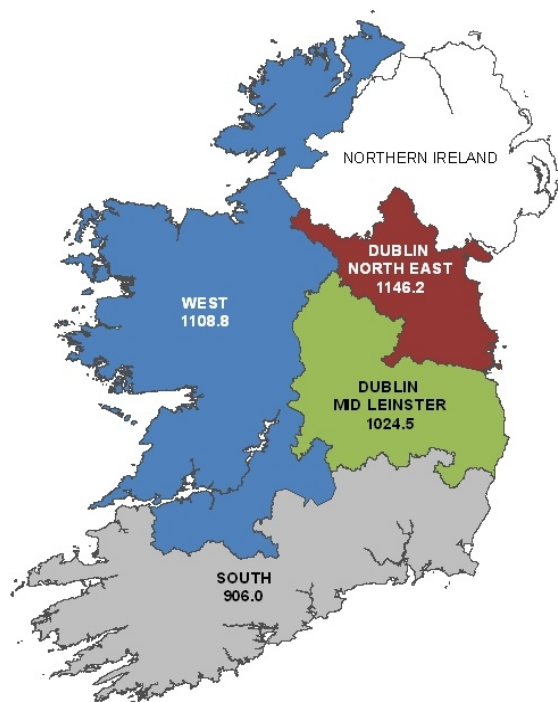 NORTHERN IRELAND
DUBLIN
NORTH EAST
1146.2
WEST
1108.8
DUBLIN
MID LEINSTER
1024.5
SOUTH
906.0